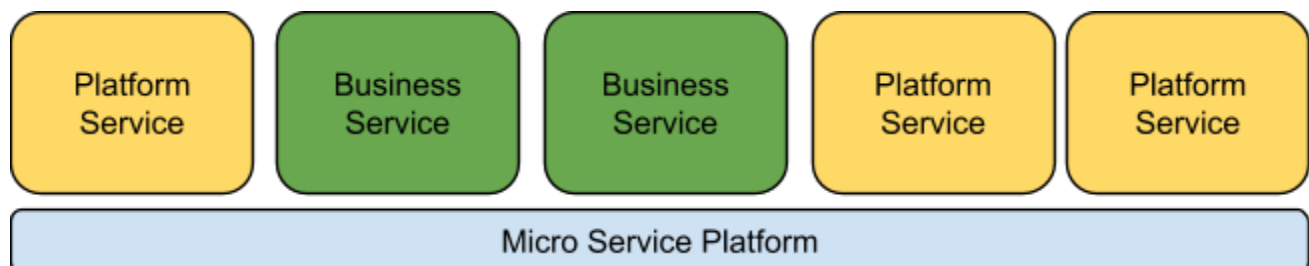 Platform
Service
Business
Service
Business
Service
Platform
Service
Platform
Service
Micro Service Platform